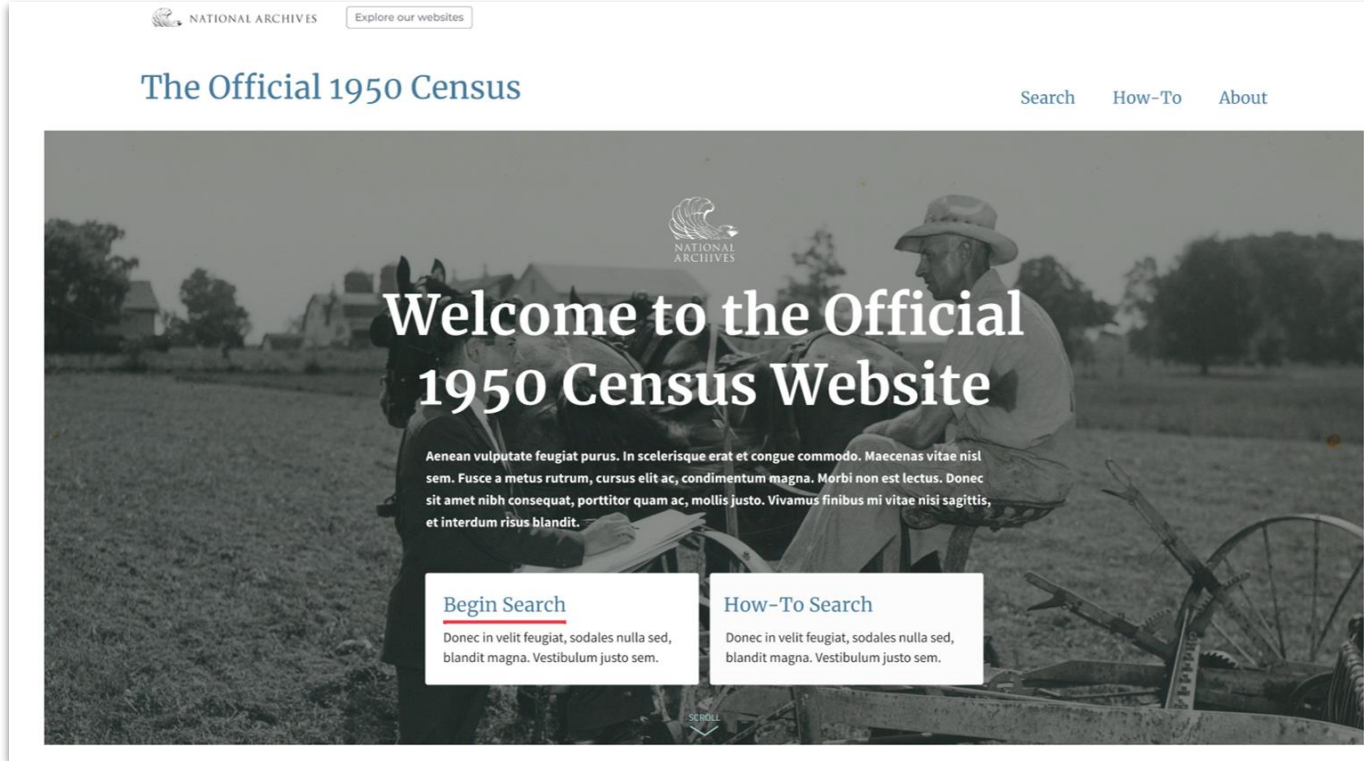 NATIONAL ARCHIVES
Explore our websites
The Official 1950 Census
Search
How-To
About
NATIONAL
ARCHIVES
Welcome to the Official
1950 Census Website
Aenean vulputate feugiat purus. In scelerisque erat et congue commodo. Maecenas vitae nisl
sem. Fusce a metus rutrum, cursus elit ac, condimentum magna. Morbi non est lectus. Donec
sit amet nibh consequat, porttitor quam ac, mollis justo. Vivamus finibus mi vitae nisi sagittis,
et interdum risus blandit.
Begin Search
Donec in velit feugiat, sodales nulla sed,
blandit magna. Vestibulum justo sem.
How-To Search
Donec in velit feugiat, sodales nulla sed,
blandit magna. Vestibulum justo sem.
SCROLL